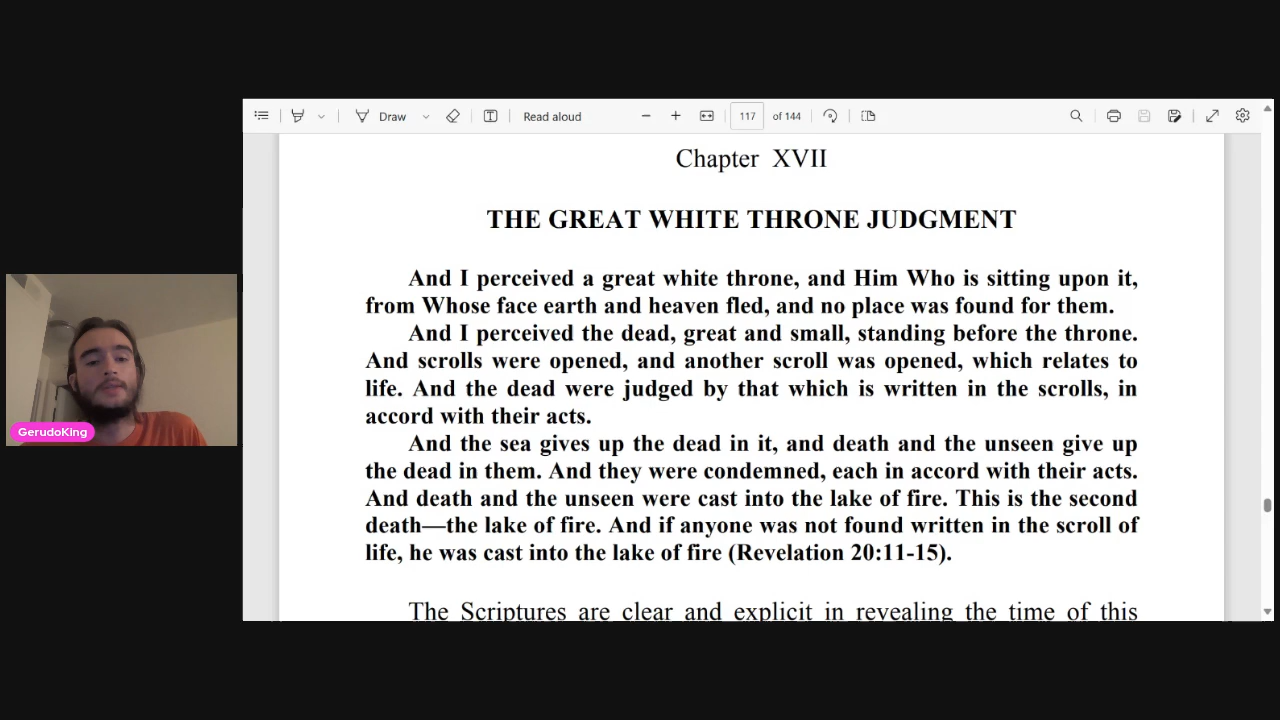 Draw
Read aloud
117 of 144
Chapter XVII
THE GREAT WHITE THRONE JUDGMENT
And I perceived a great white throne, and Him Who is sitting upon it,
from Whose face earth and heaven fled, and no place was found for them.
And I perceived the dead, great and small, standing before the throne.
And scrolls were opened, and another scroll was opened, which relates to
life. And the dead were judged by that which is written in the scrolls, in
accord with their acts.
And the sea gives up the dead in it, and death and the unseen give up
the dead in them. And they were condemned, each in accord with their acts.
And death and the unseen were cast into the lake of fire. This is the second
death—the lake of fire. And if anyone was not found written in the scroll of
life, he was cast into the lake of fire (Revelation 20:11-15).
The Scriptures are clear and explicit in revealing the time of this
GerudoKing